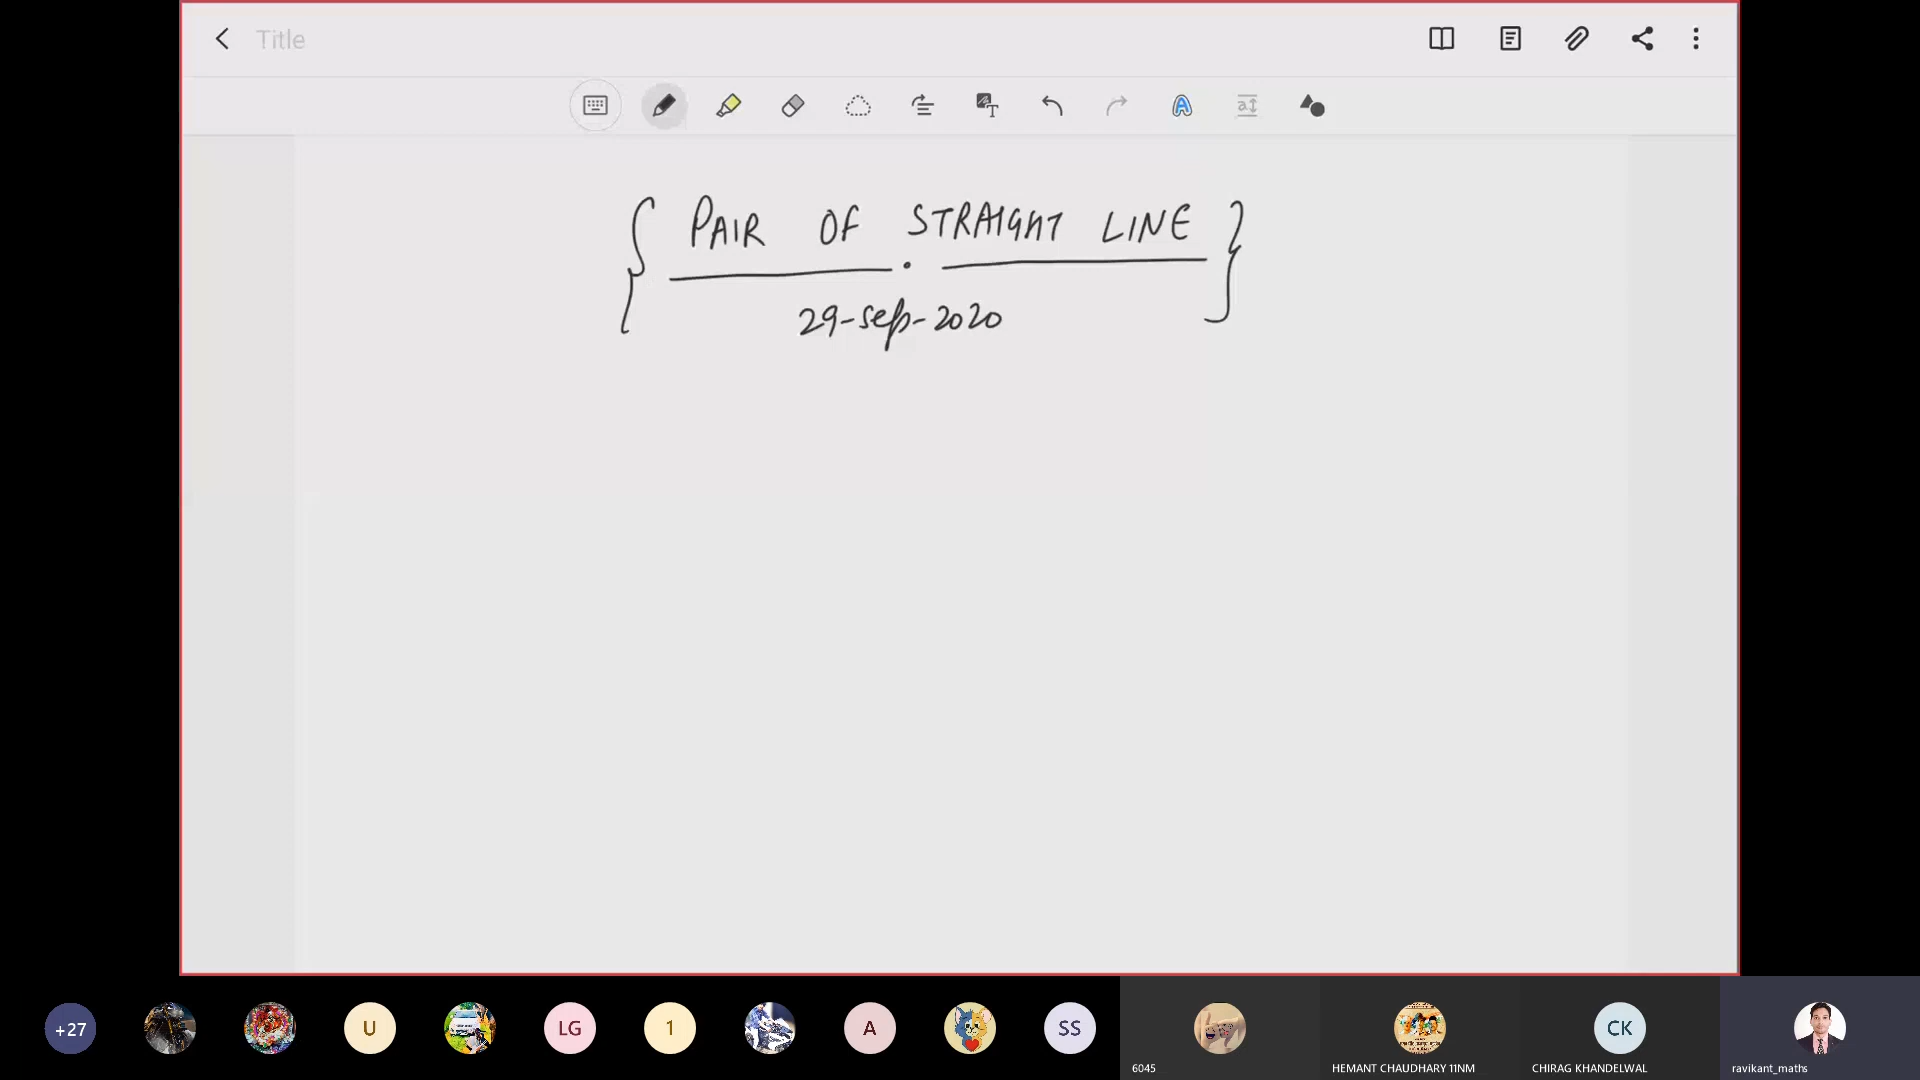 Title
PAIR OF STRAIGHT LINE
29-Sep-2020
+27
U
LG
1
A
SS
6045
HEMANT CHAUDHARY 11NM
CK
CHIRAG KHANDELWAL
ravikant_maths